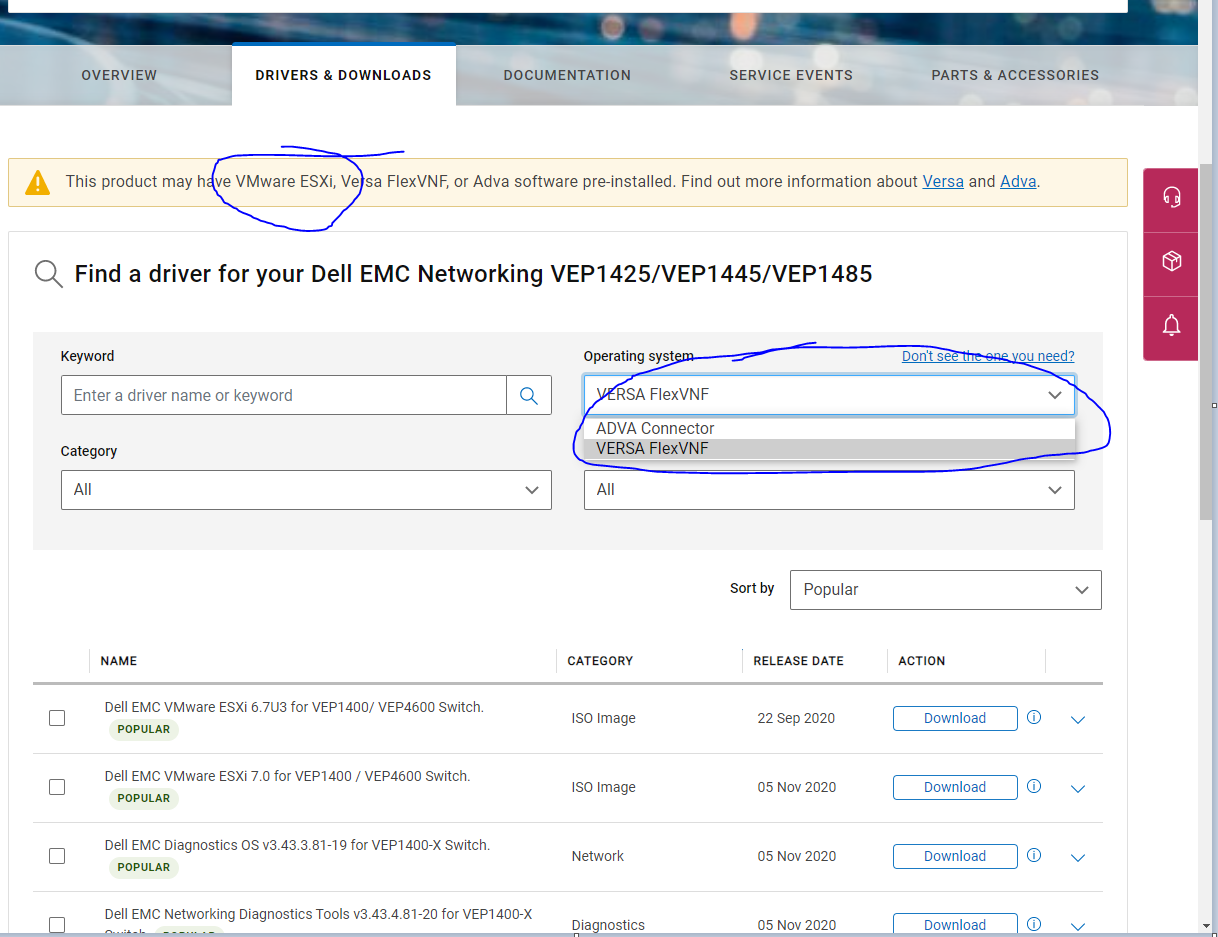 OVERVIEW
DRIVERS & DOWNLOADS
DOCUMENTATION
SERVICE EVENTS
PARTS & ACCESSORIES
This product may have VMware ESXi, Versa FlexVNF, or Adva software pre-installed. Find out more information about Versa and Adva.
Find a driver for your Dell EMC Networking VEP1425/VEP1445/VEP1485
Keyword
Enter a driver name or keyword
Operating system
Don't see the one you need?
VERSA FlexVNF
ADVA Connector
VERSA FlexVNF
Category
All
All
Sort by
Popular
NAME
CATEGORY
RELEASE DATE
ACTION
Dell EMC VMware ESXi 6.7U3 for VEP1400/ VEP4600 Switch.
POPULAR
ISO Image
22 Sep 2020
Download
Dell EMC VMware ESXi 7.0 for VEP1400 / VEP4600 Switch.
POPULAR
ISO Image
05 Nov 2020
Download
Dell EMC Diagnostics OS v3.43.3.81-19 for VEP1400-X Switch.
POPULAR
Network
05 Nov 2020
Download
Dell EMC Networking Diagnostics Tools v3.43.4.81-20 for VEP1400-X
Switch.
POPULAR
Diagnostics
05 Nov 2020
Download